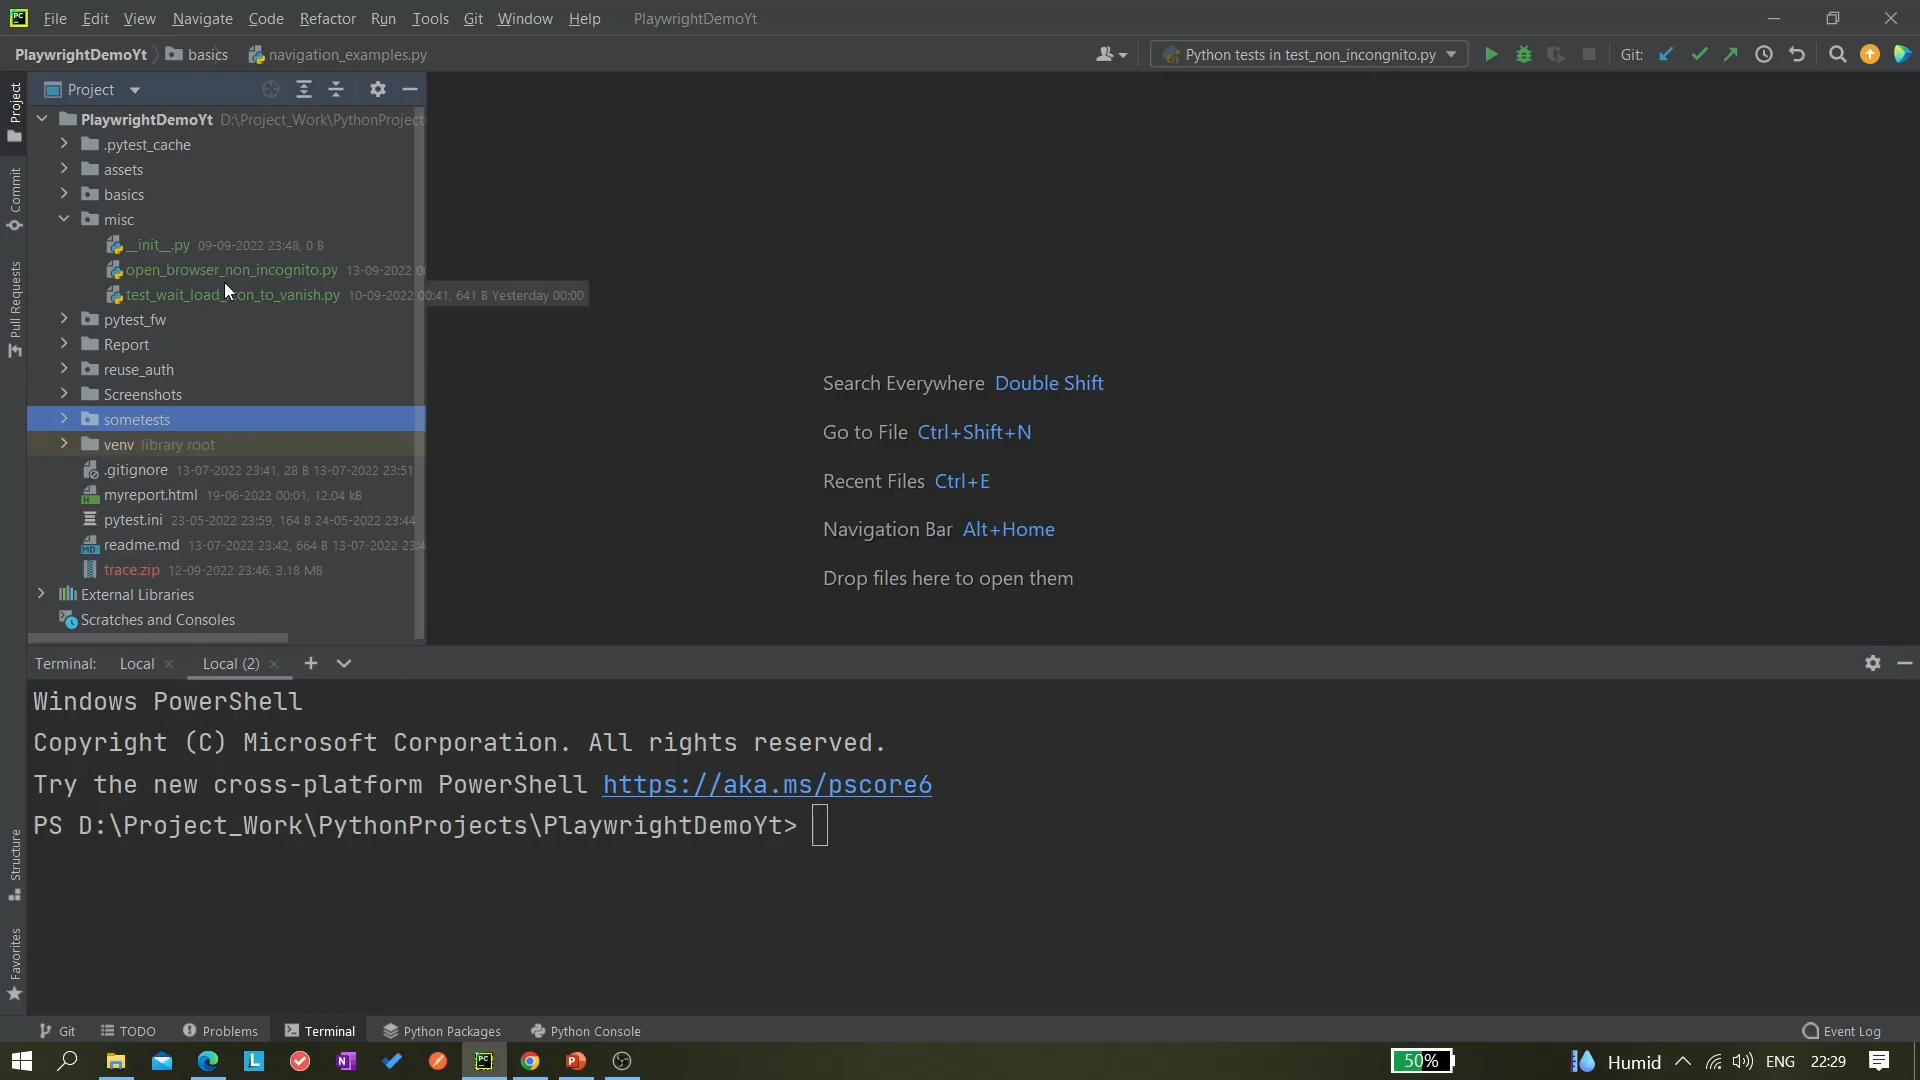 File Edit View Navigate Code Refactor Run Tools Git Window Help PlaywrightDemoYt
PlaywrightDemoYt basics navigation_examples.py Python tests in test_non_incongnito.py Git:
Project
PlaywrightDemoYt D:\Project_Work\PythonProject
.pytest_cache
assets
basics
misc
__init__.py 09-09-2022 23:48, 0 B
open_browser_non_incognito.py 13-09-2022
test_wait_load_icon_to_vanish.py 10-09-2022 00:41, 641 B Yesterday 00:00
pytest_fw
Report
reuse_auth
Screenshots
sometests
venv library root
.gitignore 13-07-2022 23:41, 28 B 13-07-2022 23:51
myreport.html 19-06-2022 00:01, 12.04 kB
pytest.ini 23-05-2022 23:59, 164 B 24-05-2022 23:44
readme.md 13-07-2022 23:42, 664 B 13-07-2022
trace.zip 12-09-2022 23:46, 3.18 MB
External Libraries
Scratches and Consoles
Project
Commit
Pull Requests
Structure
Favorites
Search Everywhere Double Shift
Go to File Ctrl+Shift+N
Recent Files Ctrl+E
Navigation Bar Alt+Home
Drop files here to open them
Terminal: Local Local (2)
Windows PowerShell
Copyright (C) Microsoft Corporation. All rights reserved.
Try the new cross-platform PowerShell https://aka.ms/pscore6
PS D:\Project_Work\PythonProjects\PlaywrightDemoYt>
Git TODO Problems Terminal Python Packages Python Console Event Log
50% Humid ENG 22:29